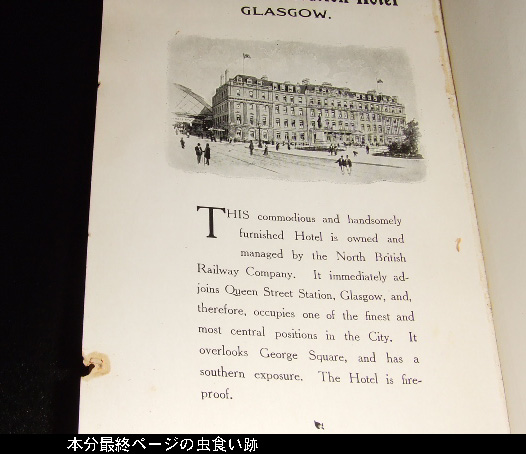 Hotel
GLASGOW.
THIS commodious and handsomely
furnished Hotel is owned and
managed by the North British
Railway Company. It immediately ad-
joins Queen Street Station, Glasgow, and,
therefore, occupies one of the finest and
most central positions in the City. It
overlooks George Square, and has a
southern exposure. The Hotel is fire-
proof.
本分最終ページの虫食い跡